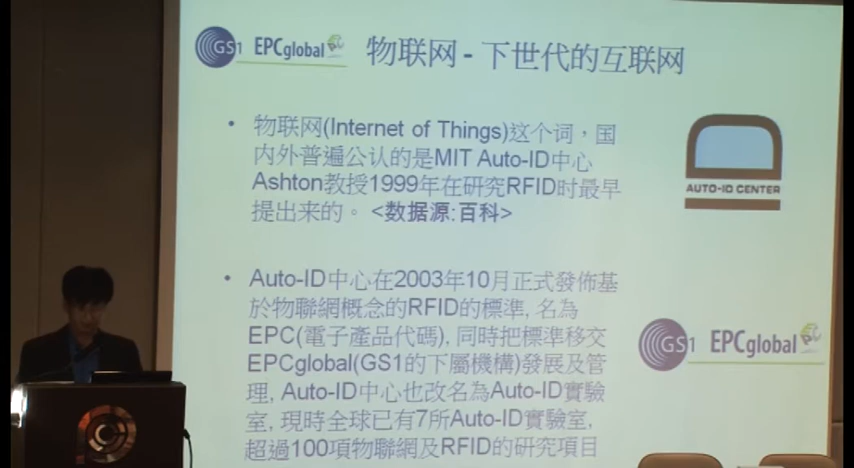 GS1 EPCglobal
物联网 - 下世代的互联网
• 物联网(Internet of Things)这个词，国
内外普遍公认的是MIT Auto-ID中心
Ashton教授1999年在研究RFID时最早
提出来的。 <数据源:百科>
AUTO-ID CENTER
• Auto-ID中心在2003年10月正式發佈基
於物聯網概念的RFID的標準, 名為
EPC(電子產品代碼), 同時把標準移交
EPCglobal(GS1的下屬機構)發展及管
理, Auto-ID中心也改名為Auto-ID實驗
室, 現時全球已有7所Auto-ID實驗室,
超過100項物聯網及RFID的研究項目
GS1 EPCglobal